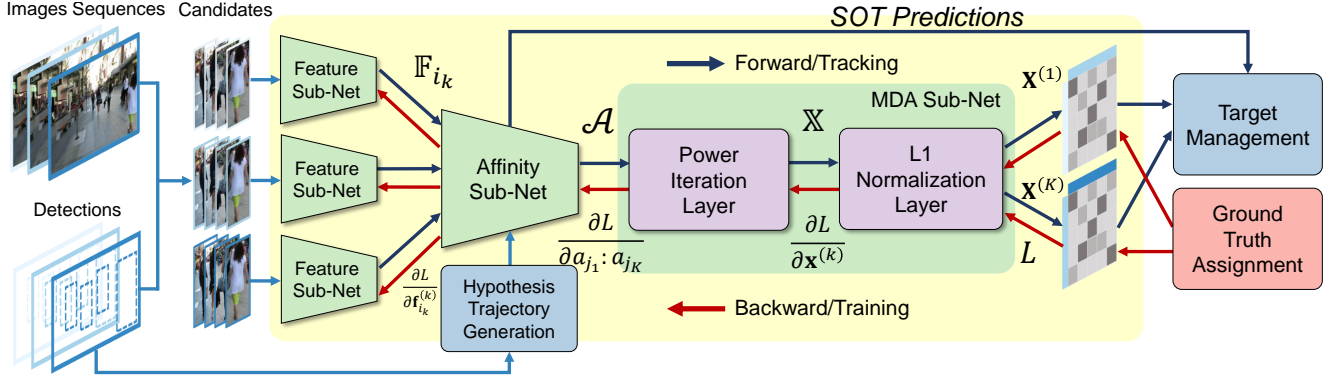 Images Sequences
Candidates
SOT Predictions
Feature
Sub-Net
𝔽_{i_k}
Forward/Tracking
X^{(1)}
MDA Sub-Net
Target
Management
𝒜
𝕏
Feature
Sub-Net
Affinity
Sub-Net
Power
Iteration
Layer
L1
Normalization
Layer
X^{(K)}
Detections
Feature
Sub-Net
∂L
∂f_{i_k}^{(k)}
Hypothesis
Trajectory
Generation
∂L
∂a_{j_1}:a_{j_K}
∂L
∂x^{(k)}
L
Ground
Truth
Assignment
Backward/Training